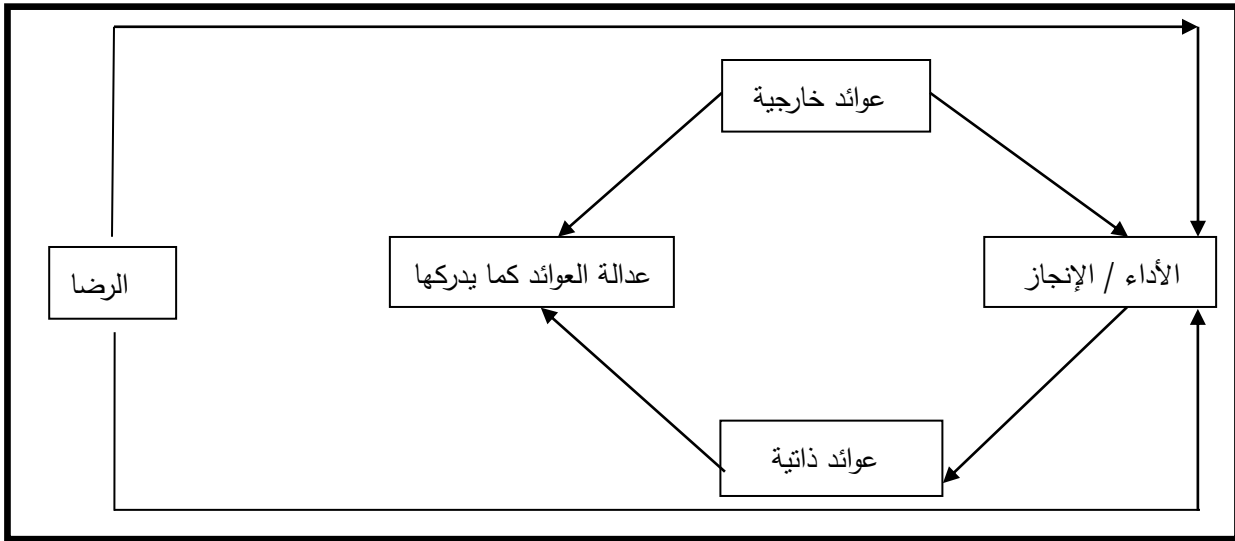 عوائد خارجية
الأداء / الإنجاز
عدالة العوائد كما يدركها
الرضا
عوائد ذاتية